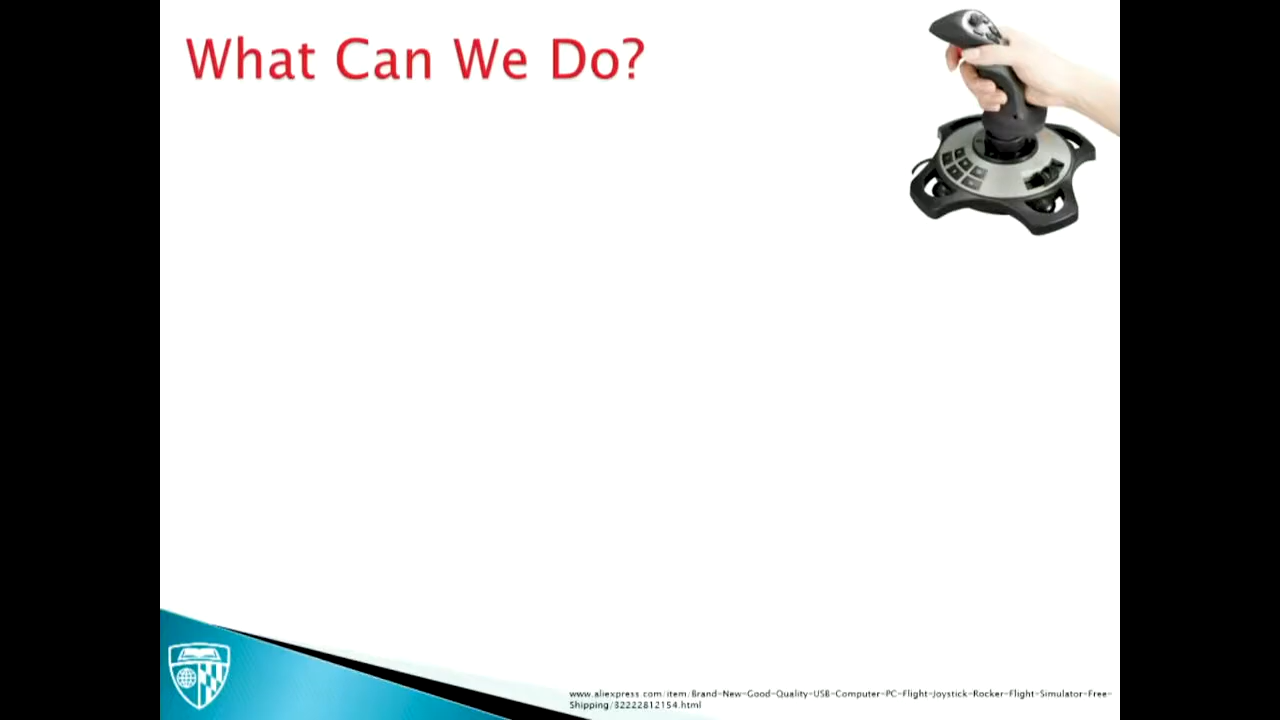 What Can We Do?
www.aliexpress.com/item/Brand-New-Good-Quality-USB-Computer-PC-Flight-Joystick-Rocker-Flight-Simulator-Free-
Shipping/32222812154.html